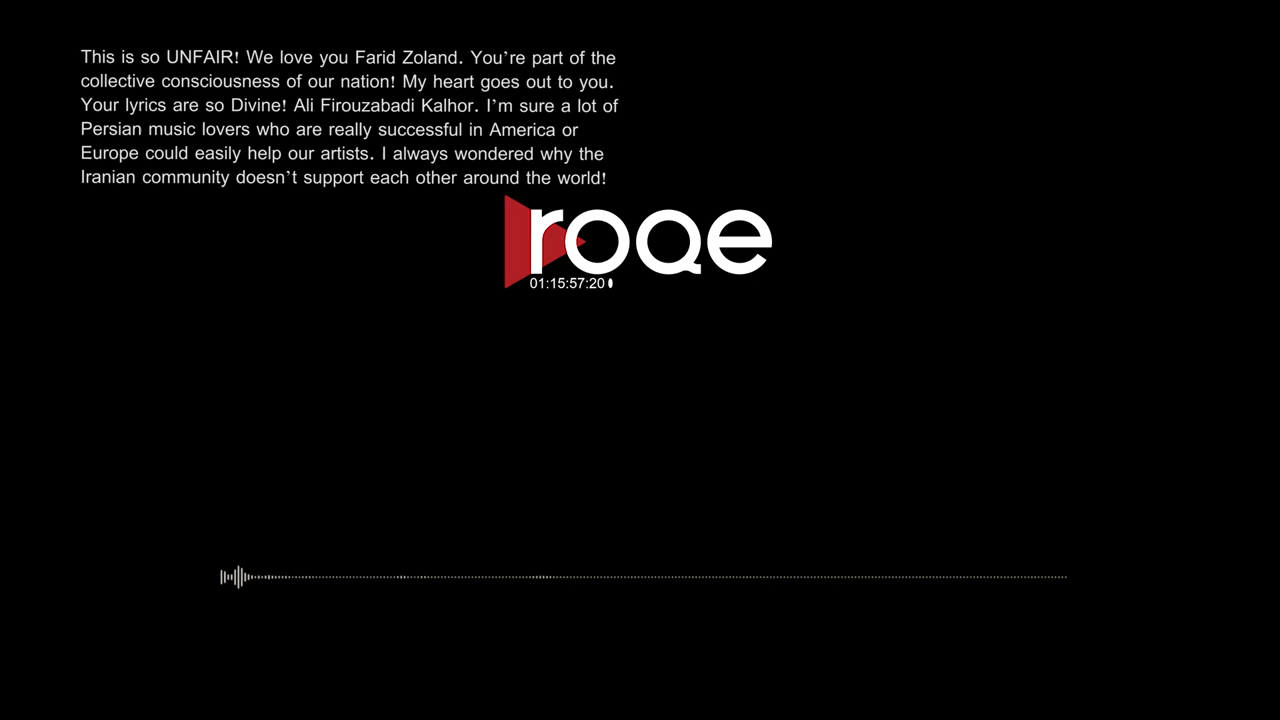 This is so UNFAIR! We love you Farid Zoland. You’re part of the
collective consciousness of our nation! My heart goes out to you.
Your lyrics are so Divine! Ali Firouzabadi Kalhor. I’m sure a lot of
Persian music lovers who are really successful in America or
Europe could easily help our artists. I always wondered why the
Iranian community doesn’t support each other around the world!
roqe
01:15:57:20